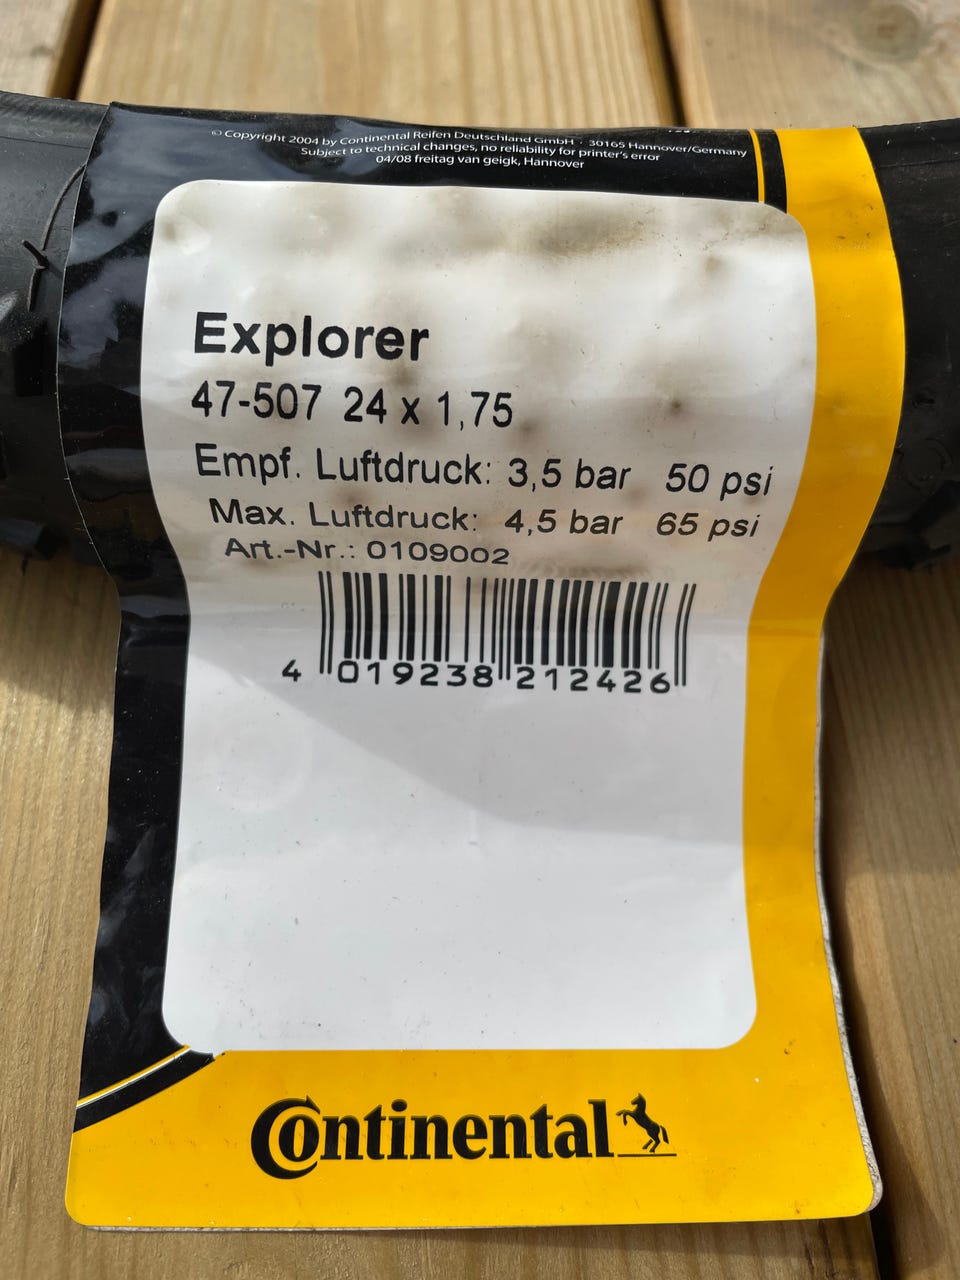 © Copyright 2004 by Continental Reifen Deutschland GmbH · 30165 Hannover/Germany
Subject to technical changes, no reliability for printer's error
04/08 freitag van geigk, Hannover
Explorer
47-507 24 x 1,75
Empf. Luftdruck: 3,5 bar 50 psi
Max. Luftdruck: 4,5 bar 65 psi
Art.-Nr.: 0109002
4 019238 212426
Continental